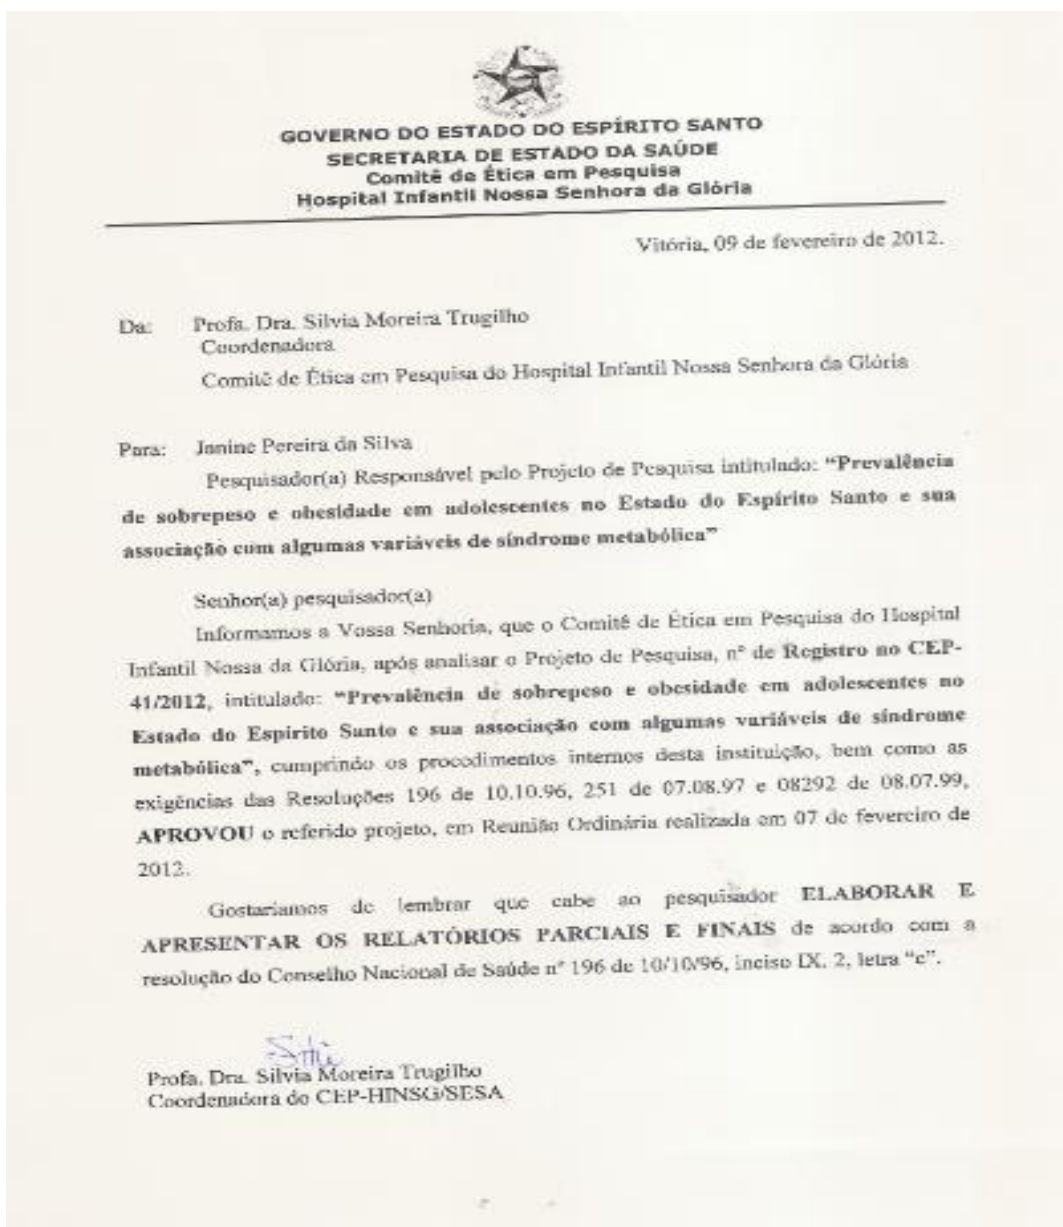 GOVERNO DO ESTADO DO ESPÍRITO SANTO
SECRETARIA DE ESTADO DA SAÚDE
Comitê de Ética em Pesquisa
Hospital Infantil Nossa Senhora da Glória
Vitória, 09 de fevereiro de 2012.
Da: Profa. Dra. Silvia Moreira Trugilho
Coordenadora
Comitê de Ética em Pesquisa do Hospital Infantil Nossa Senhora da Glória
Para: Janine Pereira da Silva
Pesquisador(a) Responsável pelo Projeto de Pesquisa intitulado: “Prevalência
de sobrepeso e obesidade em adolescentes no Estado do Espírito Santo e sua
associação com algumas variáveis de síndrome metabólica”
Senhor(a) pesquisador(a)
Informamos a Vossa Senhoria, que o Comitê de Ética em Pesquisa do Hospital
Infantil Nossa da Glória, após analisar o Projeto de Pesquisa, nº de Registro no CEP-
41/2012, intitulado: “Prevalência de sobrepeso e obesidade em adolescentes no
Estado do Espírito Santo e sua associação com algumas variáveis de síndrome
metabólica”, cumprindo os procedimentos internos desta instituição, bem como as
exigências das Resoluções 196 de 10.10.96, 251 de 07.08.97 e 08292 de 08.07.99,
APROVOU o referido projeto, em Reunião Ordinária realizada em 07 de fevereiro de
2012.
Gostaríamos de lembrar que cabe ao pesquisador ELABORAR E
APRESENTAR OS RELATÓRIOS PARCIAIS E FINAIS de acordo com a
resolução do Conselho Nacional de Saúde nº 196 de 10/10/96, inciso IX. 2, letra “c”.
Profa. Dra. Silvia Moreira Trugilho
Coordenadora do CEP-HINSG/SESA